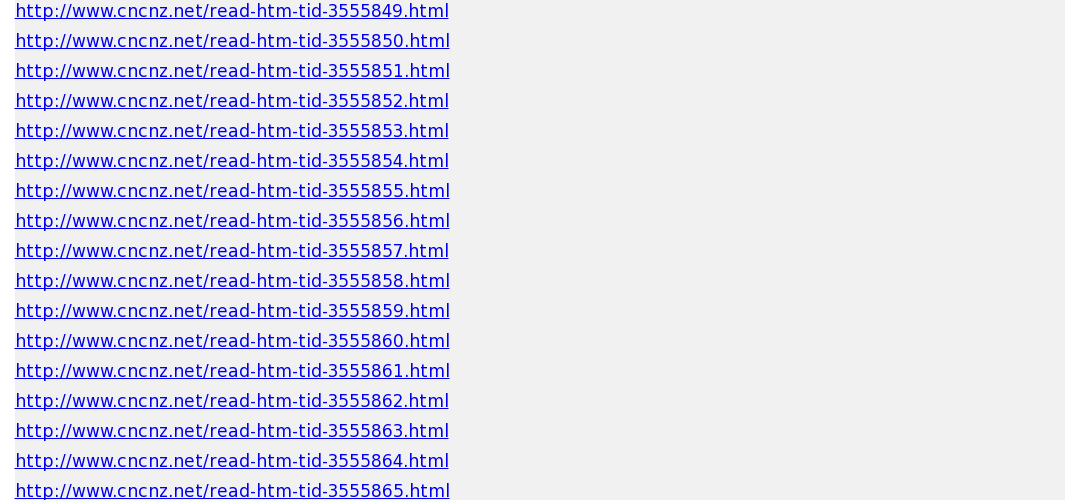 http://www.cncnz.net/read-htm-tid-3555849.html
http://www.cncnz.net/read-htm-tid-3555850.html
http://www.cncnz.net/read-htm-tid-3555851.html
http://www.cncnz.net/read-htm-tid-3555852.html
http://www.cncnz.net/read-htm-tid-3555853.html
http://www.cncnz.net/read-htm-tid-3555854.html
http://www.cncnz.net/read-htm-tid-3555855.html
http://www.cncnz.net/read-htm-tid-3555856.html
http://www.cncnz.net/read-htm-tid-3555857.html
http://www.cncnz.net/read-htm-tid-3555858.html
http://www.cncnz.net/read-htm-tid-3555859.html
http://www.cncnz.net/read-htm-tid-3555860.html
http://www.cncnz.net/read-htm-tid-3555861.html
http://www.cncnz.net/read-htm-tid-3555862.html
http://www.cncnz.net/read-htm-tid-3555863.html
http://www.cncnz.net/read-htm-tid-3555864.html
http://www.cncnz.net/read-htm-tid-3555865.html